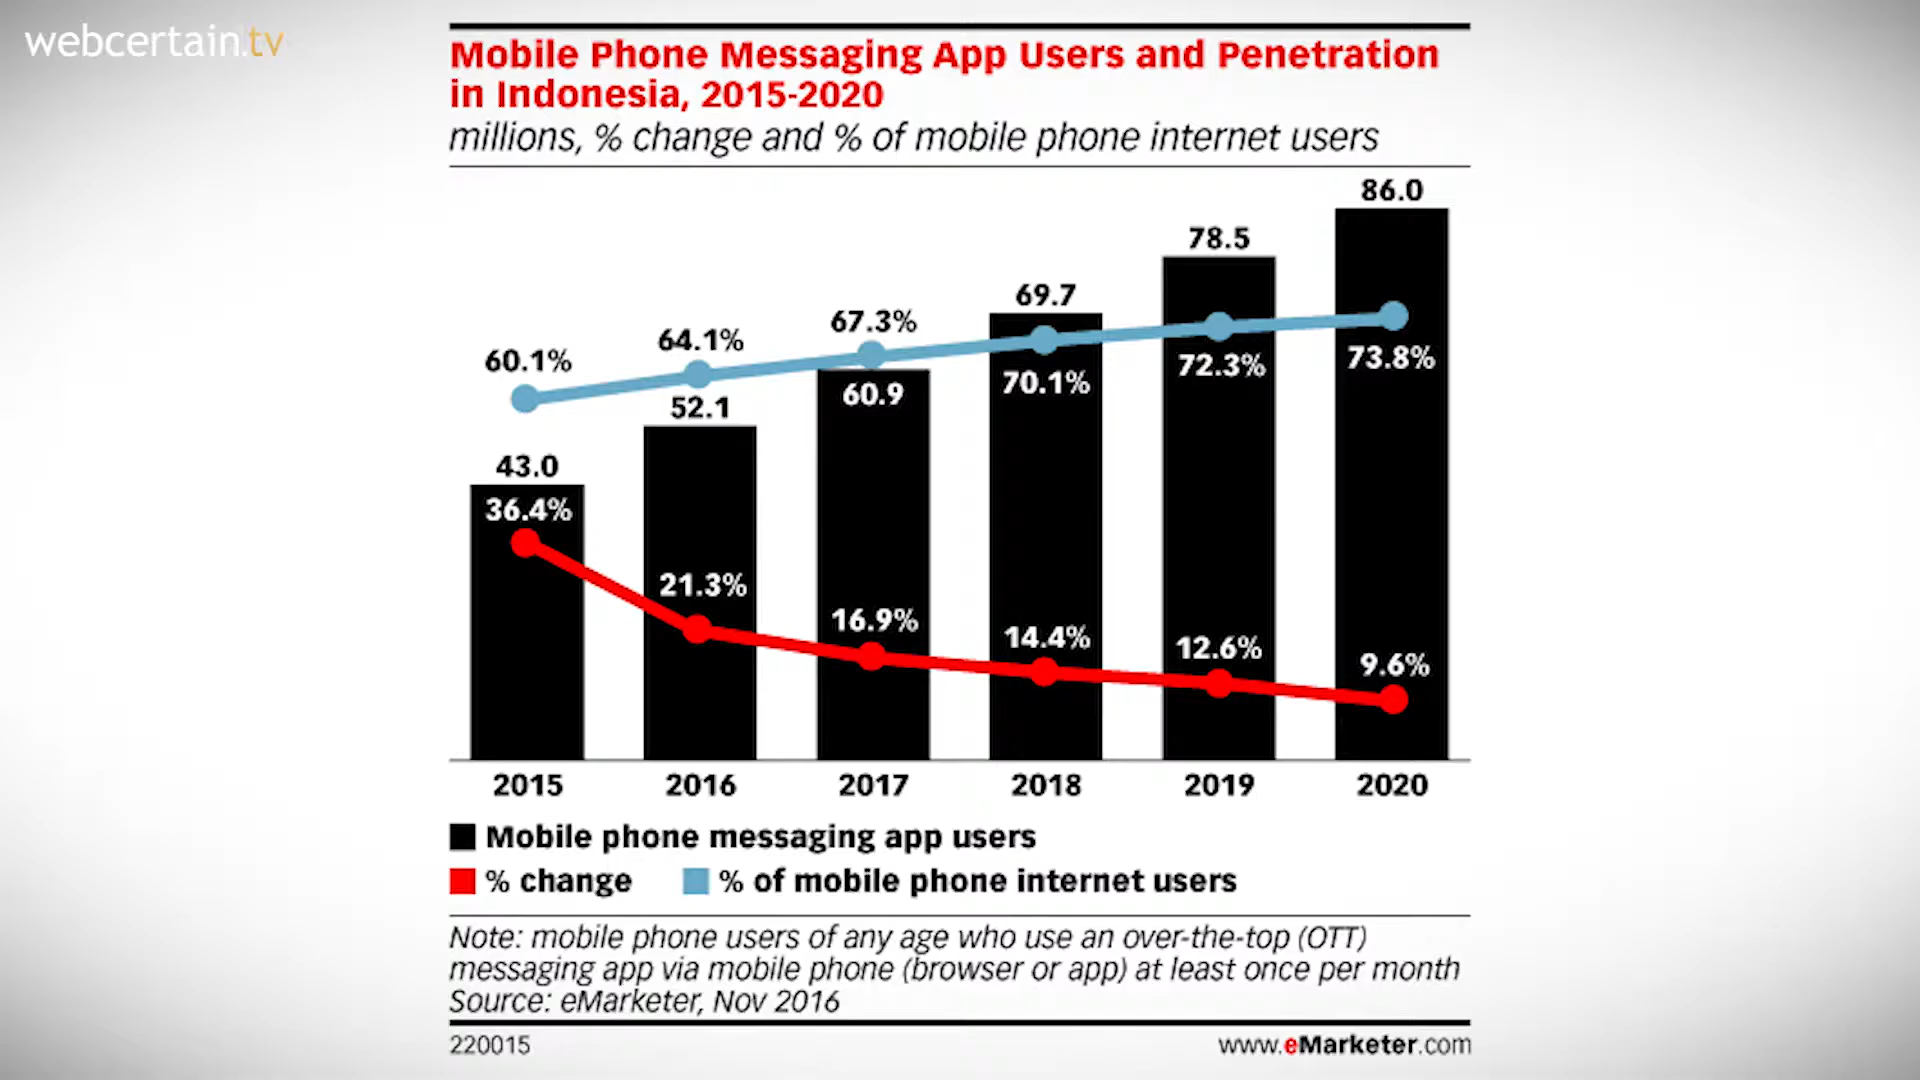 webcertain.tv
Mobile Phone Messaging App Users and Penetration
in Indonesia, 2015-2020
millions, % change and % of mobile phone internet users
86.0
78.5
69.7
67.3%
64.1%
60.1%
73.8%
72.3%
70.1%
60.9
52.1
43.0
36.4%
21.3%
16.9%
14.4%
12.6%
9.6%
2015 2016 2017 2018 2019 2020
Mobile phone messaging app users
% change % of mobile phone internet users
Note: mobile phone users of any age who use an over-the-top (OTT)
messaging app via mobile phone (browser or app) at least once per month
Source: eMarketer, Nov 2016
220015 www.eMarketer.com